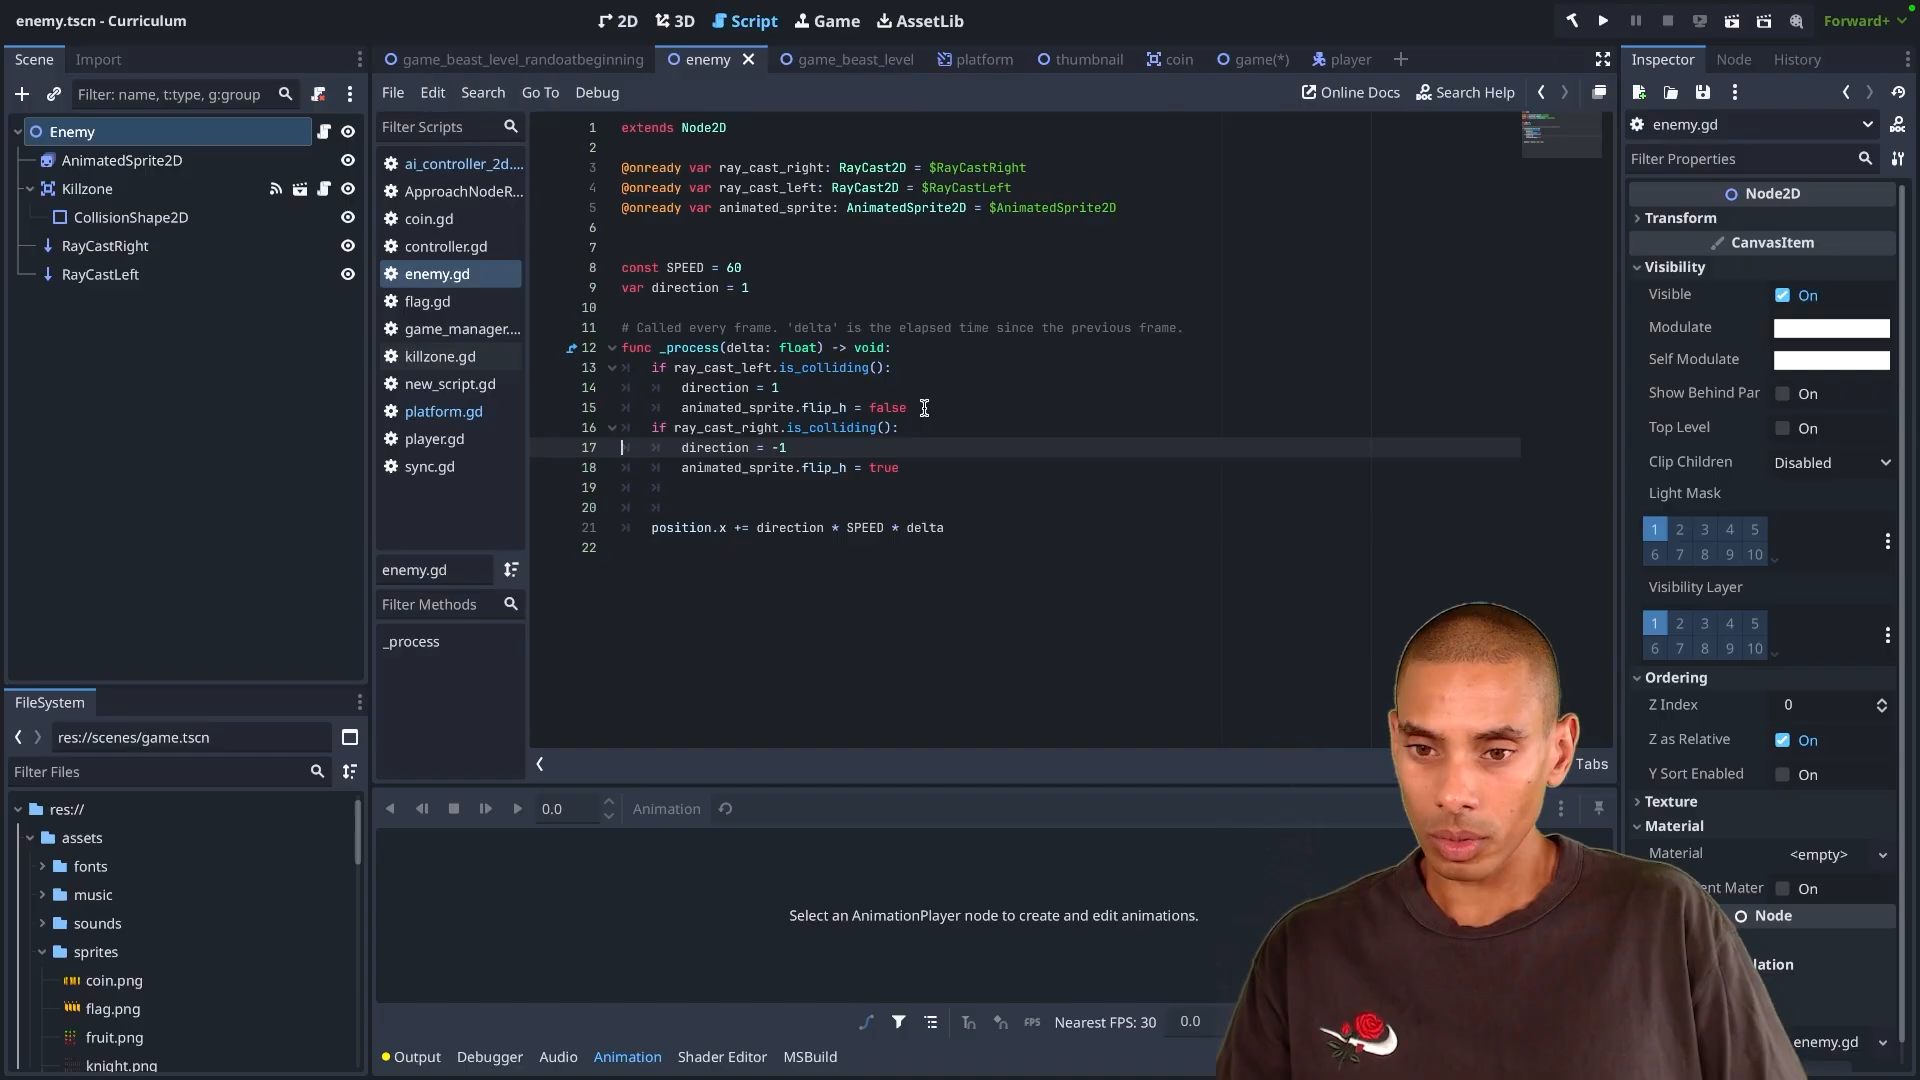 enemy.tscn - Curriculum
2D 3D Script Game AssetLib
Forward+
Scene Import
game_beast_level_randoatbeginning enemy game_beast_level platform thumbnail coin game(*) player
Inspector Node History
Filter: name, t:type, g:group
File Edit Search Go To Debug
Online Docs Search Help
enemy.gd
Filter Properties
Enemy
AnimatedSprite2D
Killzone
CollisionShape2D
RayCastRight
RayCastLeft
Filter Scripts
ai_controller_2d....
ApproachNodeR...
coin.gd
controller.gd
enemy.gd
flag.gd
game_manager....
killzone.gd
new_script.gd
platform.gd
player.gd
sync.gd
enemy.gd
Filter Methods
_process
1 extends Node2D
2
3 @onready var ray_cast_right: RayCast2D = $RayCastRight
4 @onready var ray_cast_left: RayCast2D = $RayCastLeft
5 @onready var animated_sprite: AnimatedSprite2D = $AnimatedSprite2D
6
7
8 const SPEED = 60
9 var direction = 1
10
11 # Called every frame. 'delta' is the elapsed time since the previous frame.
12 func _process(delta: float) -> void:
13 if ray_cast_left.is_colliding():
14 direction = 1
15 animated_sprite.flip_h = false
16 if ray_cast_right.is_colliding():
17 direction = -1
18 animated_sprite.flip_h = true
19
20
21 position.x += direction * SPEED * delta
22
Tabs
Node2D
Transform
CanvasItem
Visibility
Visible On
Modulate
Self Modulate
Show Behind Par On
Top Level On
Clip Children Disabled
Light Mask
1 2 3 4 5
6 7 8 9 10
Visibility Layer
1 2 3 4 5
6 7 8 9 10
Ordering
Z Index 0
Z as Relative On
Y Sort Enabled On
Texture
Material
Material <empty>
ent Mater On
Node
lation
enemy.gd
FileSystem
res://scenes/game.tscn
Filter Files
res://
assets
fonts
music
sounds
sprites
coin.png
flag.png
fruit.png
knight.png
0.0 Animation
Select an AnimationPlayer node to create and edit animations.
FPS Nearest FPS: 30 0.0
Output Debugger Audio Animation Shader Editor MSBuild